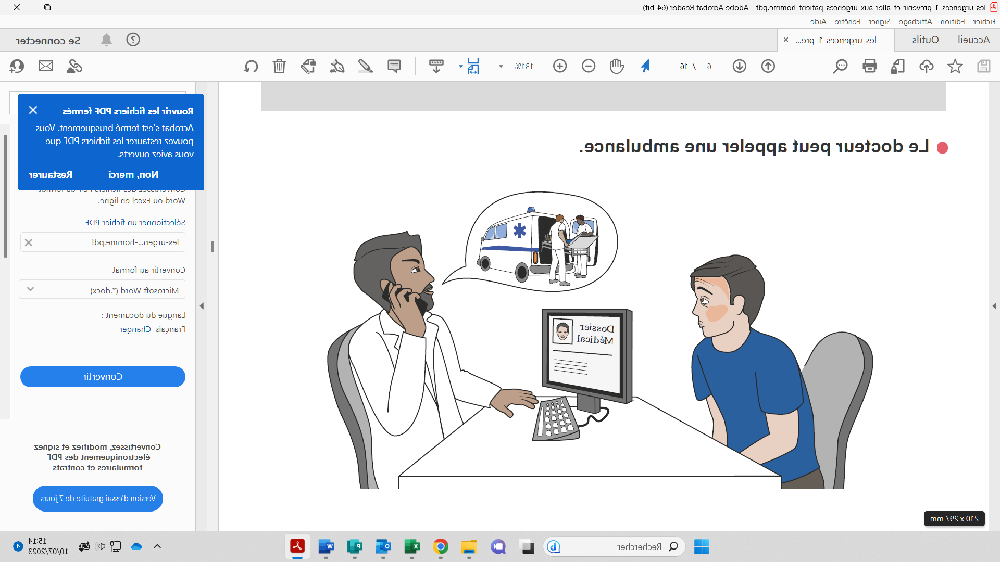 les-urgences-1-prevenir-et-aller-aux-urgences_patient-homme.pdf - Adobe Acrobat Reader (64-bit)
Fichier Edition Affichage Signer Fenêtre Aide
Accueil Outils les-urgences-1-pre... Se connecter
6 / 16 131%
Le docteur peut appeler une ambulance.
Dossier
Médical
Rouvrir les fichiers PDF fermés
Acrobat s'est fermé brusquement. Vous
pouvez restaurer les fichiers PDF que
vous aviez ouverts.
Non, merci Restaurer
Convertissez des fichiers PDF au format
Word ou Excel en ligne.
Sélectionner un fichier PDF
les-urgen...-homme.pdf
Convertir au format
Microsoft Word (*.docx)
Langue du document :
Français Changer
Convertir
Convertissez, modifiez et signez
électroniquement des PDF
formulaires et contrats
Version d'essai gratuite de 7 jours
210 x 297 mm
Rechercher
15:14
10/07/2023
4